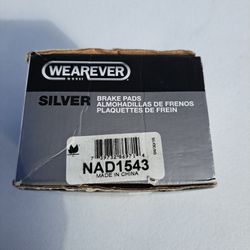 WEAREVER
SILVER
BRAKE PADS
ALMOHADILLAS DE FRENOS
PLAQUETTES DE FREIN
NAD1543
MADE IN CHINA